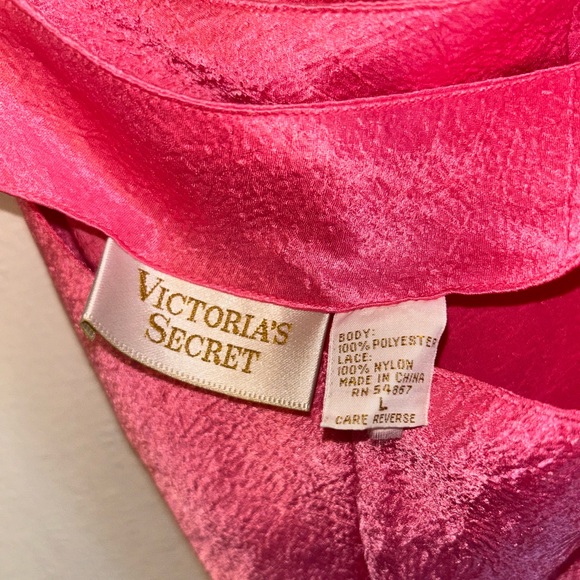 VICTORIA'S
SECRET
BODY:
100% POLYESTER
LACE:
100% NYLON
MADE IN CHINA
RN 54867
L
CARE REVERSE